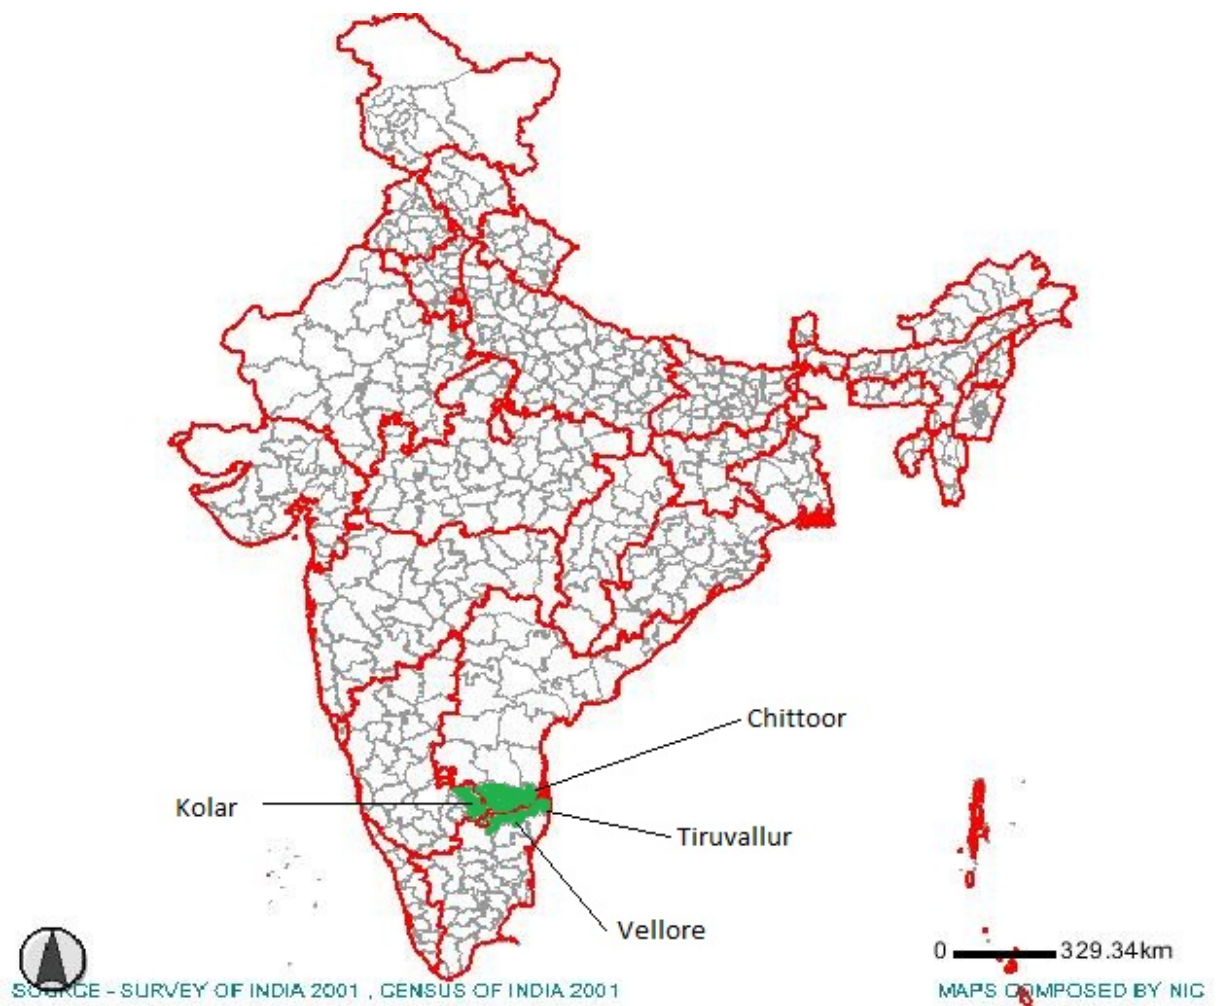 Chittoor
Kolar
Tiruvallur
Vellore
0 329.34km
SOURCE - SURVEY OF INDIA 2001 , CENSUS OF INDIA 2001
MAPS COMPOSED BY NIC